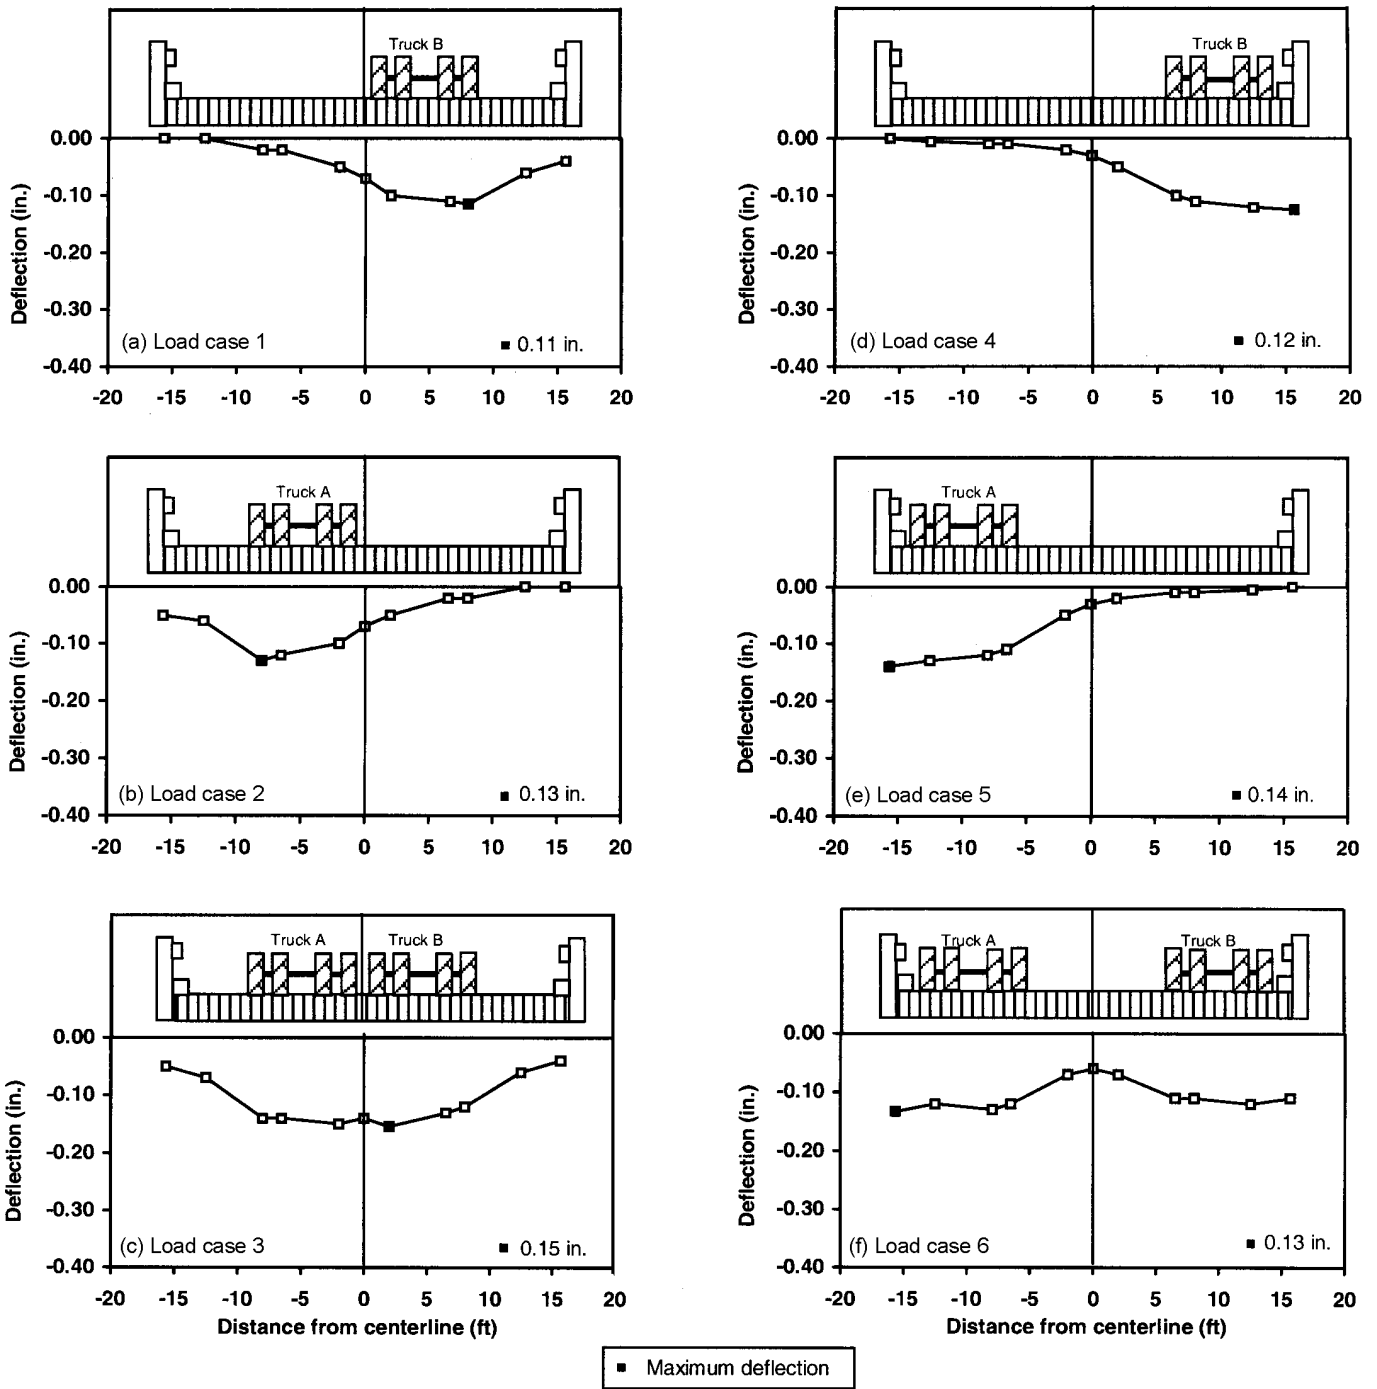 Truck B
0.00
-0.10
-0.20
-0.30
-0.40
Deflection (in.)
(a) Load case 1
0.11 in.
-20 -15 -10 -5 0 5 10 15 20
Truck B
0.00
-0.10
-0.20
-0.30
-0.40
Deflection (in.)
(d) Load case 4
0.12 in.
-20 -15 -10 -5 0 5 10 15 20
Truck A
0.00
-0.10
-0.20
-0.30
-0.40
Deflection (in.)
(b) Load case 2
0.13 in.
-20 -15 -10 -5 0 5 10 15 20
Truck A
0.00
-0.10
-0.20
-0.30
-0.40
Deflection (in.)
(e) Load case 5
0.14 in.
-20 -15 -10 -5 0 5 10 15 20
Truck A Truck B
0.00
-0.10
-0.20
-0.30
-0.40
Deflection (in.)
(c) Load case 3
0.15 in.
-20 -15 -10 -5 0 5 10 15 20
Distance from centerline (ft)
Truck A Truck B
0.00
-0.10
-0.20
-0.30
-0.40
Deflection (in.)
(f) Load case 6
0.13 in.
-20 -15 -10 -5 0 5 10 15 20
Distance from centerline (ft)
Maximum deflection